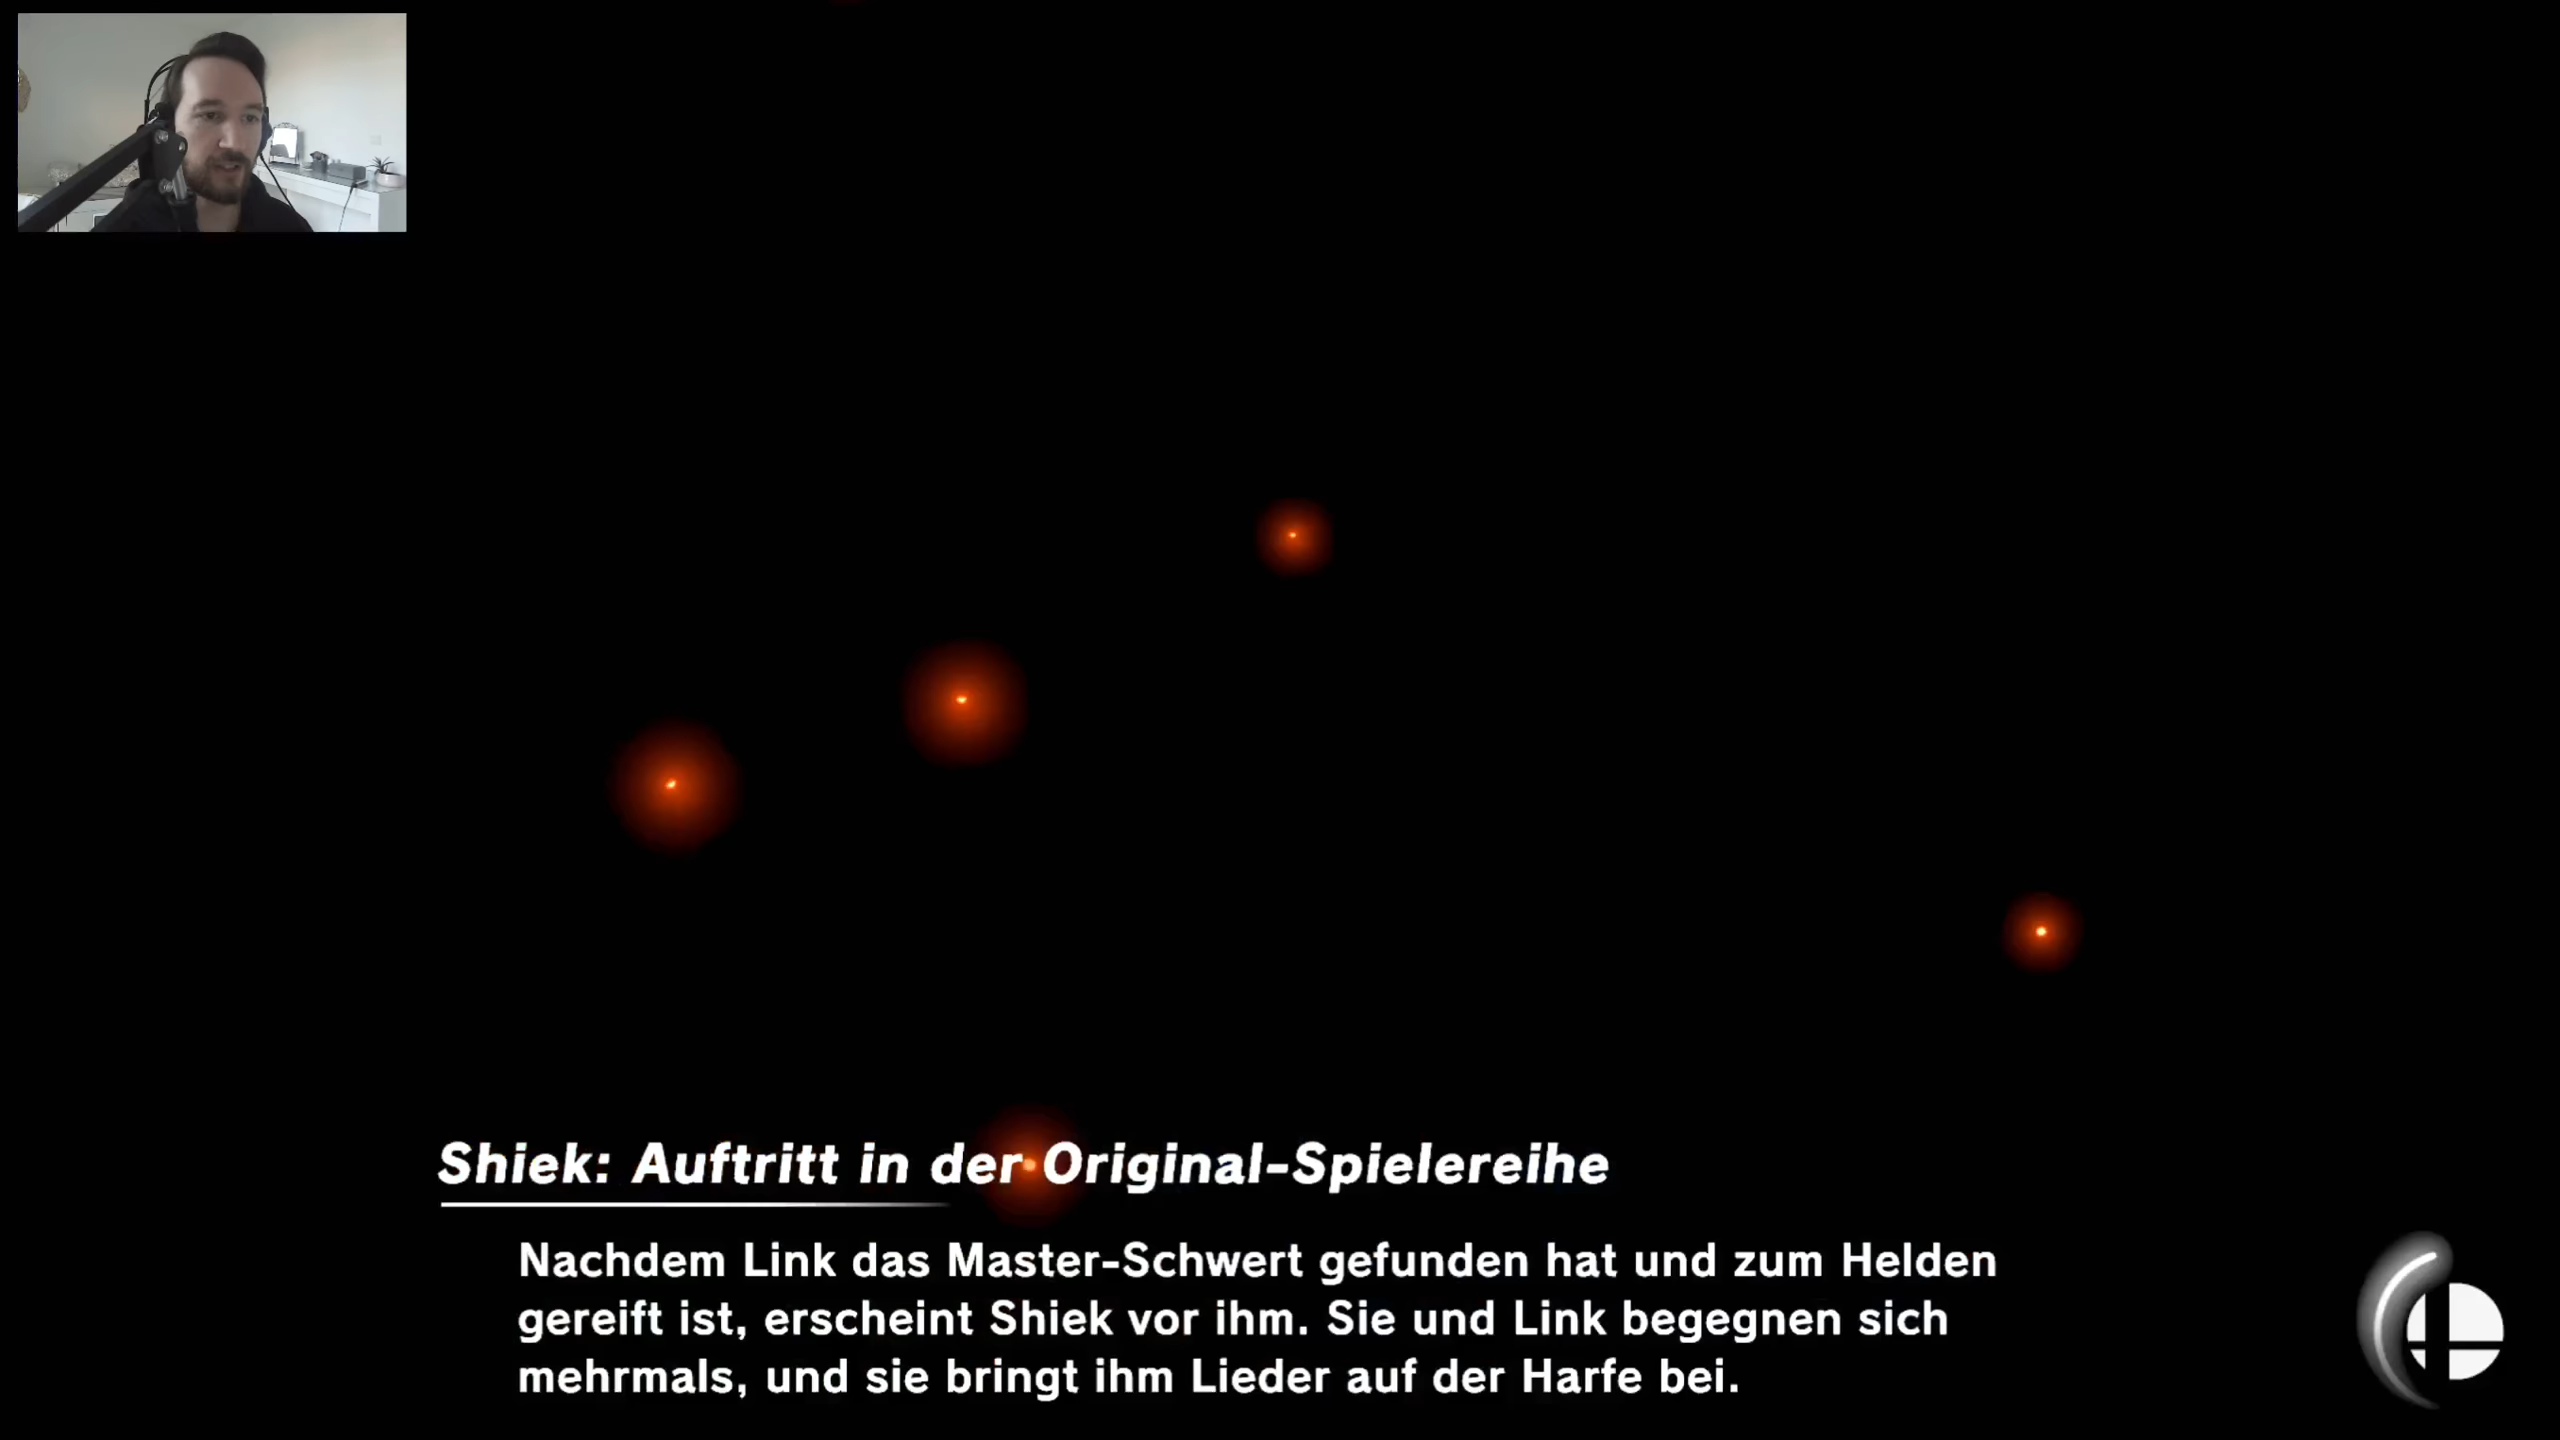 Shiek: Auftritt in der Original-Spielereihe
Nachdem Link das Master-Schwert gefunden hat und zum Helden
gereift ist, erscheint Shiek vor ihm. Sie und Link begegnen sich
mehrmals, und sie bringt ihm Lieder auf der Harfe bei.